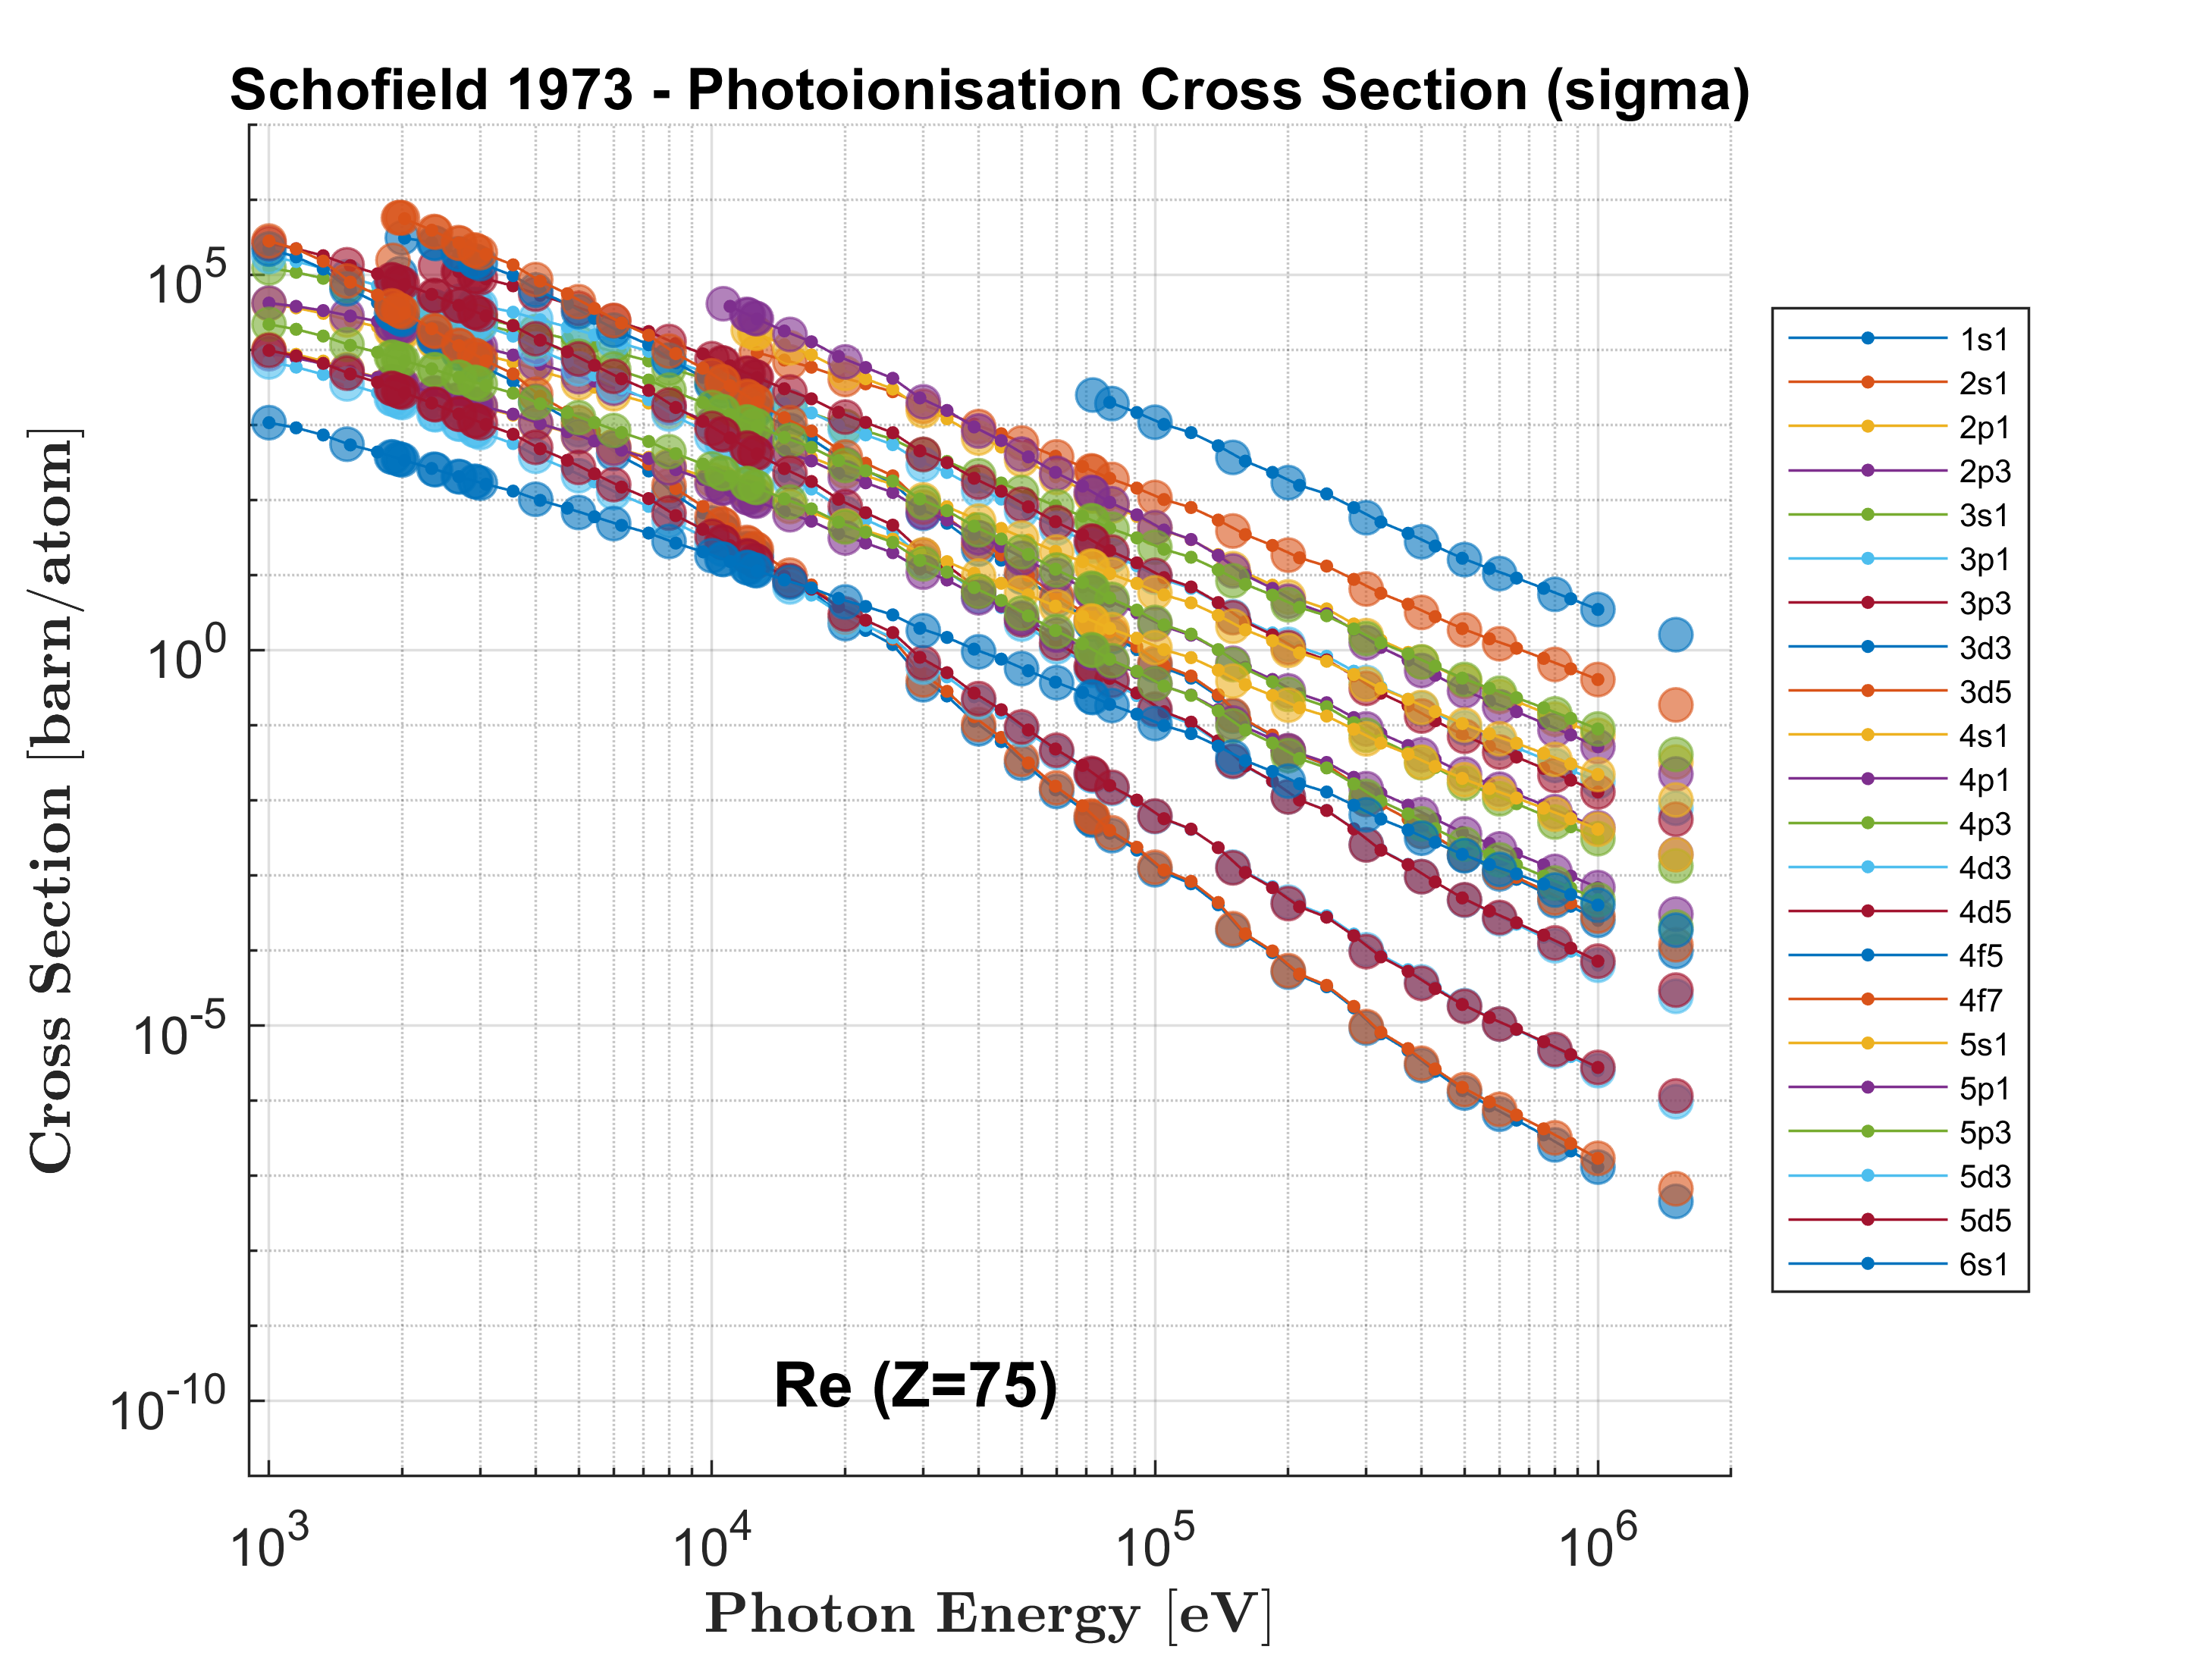 Schofield 1973 - Photoionisation Cross Section (sigma)
Cross Section [barn/atom]
10^5
10^0
10^-5
10^-10
Re (Z=75)
10^3 10^4 10^5 10^6
Photon Energy [eV]
1s1
2s1
2p1
2p3
3s1
3p1
3p3
3d3
3d5
4s1
4p1
4p3
4d3
4d5
4f5
4f7
5s1
5p1
5p3
5d3
5d5
6s1